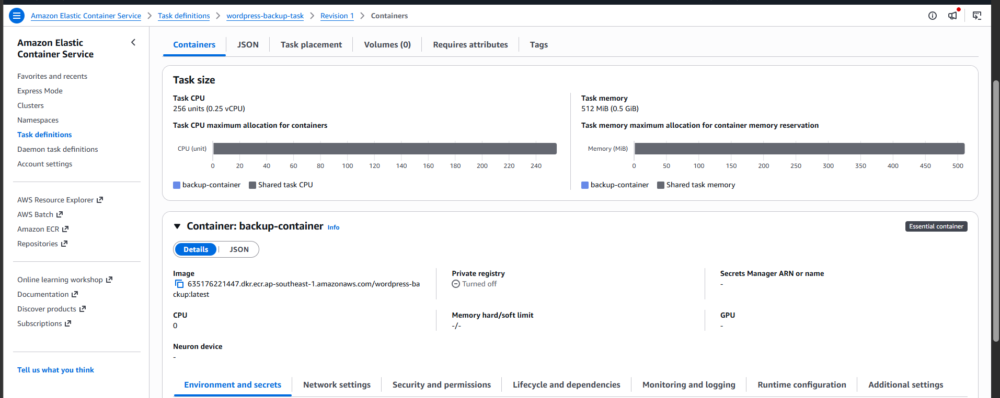 Amazon Elastic Container Service > Task definitions > wordpress-backup-task > Revision 1 > Containers
Amazon Elastic
Container Service
Favorites and recents
Express Mode
Clusters
Namespaces
Task definitions
Daemon task definitions
Account settings
AWS Resource Explorer
AWS Batch
Amazon ECR
Repositories
Online learning workshop
Documentation
Discover products
Subscriptions
Tell us what you think
Containers JSON Task placement Volumes (0) Requires attributes Tags
Task size
Task CPU
256 units (0.25 vCPU)
Task CPU maximum allocation for containers
CPU (unit)
0 20 40 60 80 100 120 140 160 180 200 220 240
backup-container Shared task CPU
Task memory
512 MiB (0.5 GiB)
Task memory maximum allocation for container memory reservation
Memory (MiB)
0 50 100 150 200 250 300 350 400 450 500
backup-container Shared task memory
Container: backup-container Info
Essential container
Details JSON
Image
635176221447.dkr.ecr.ap-southeast-1.amazonaws.com/wordpress-ba
ckup:latest
Private registry
Turned off
Secrets Manager ARN or name
-
CPU
0
Memory hard/soft limit
-/-
GPU
-
Neuron device
-
Environment and secrets Network settings Security and permissions Lifecycle and dependencies Monitoring and logging Runtime configuration Additional settings